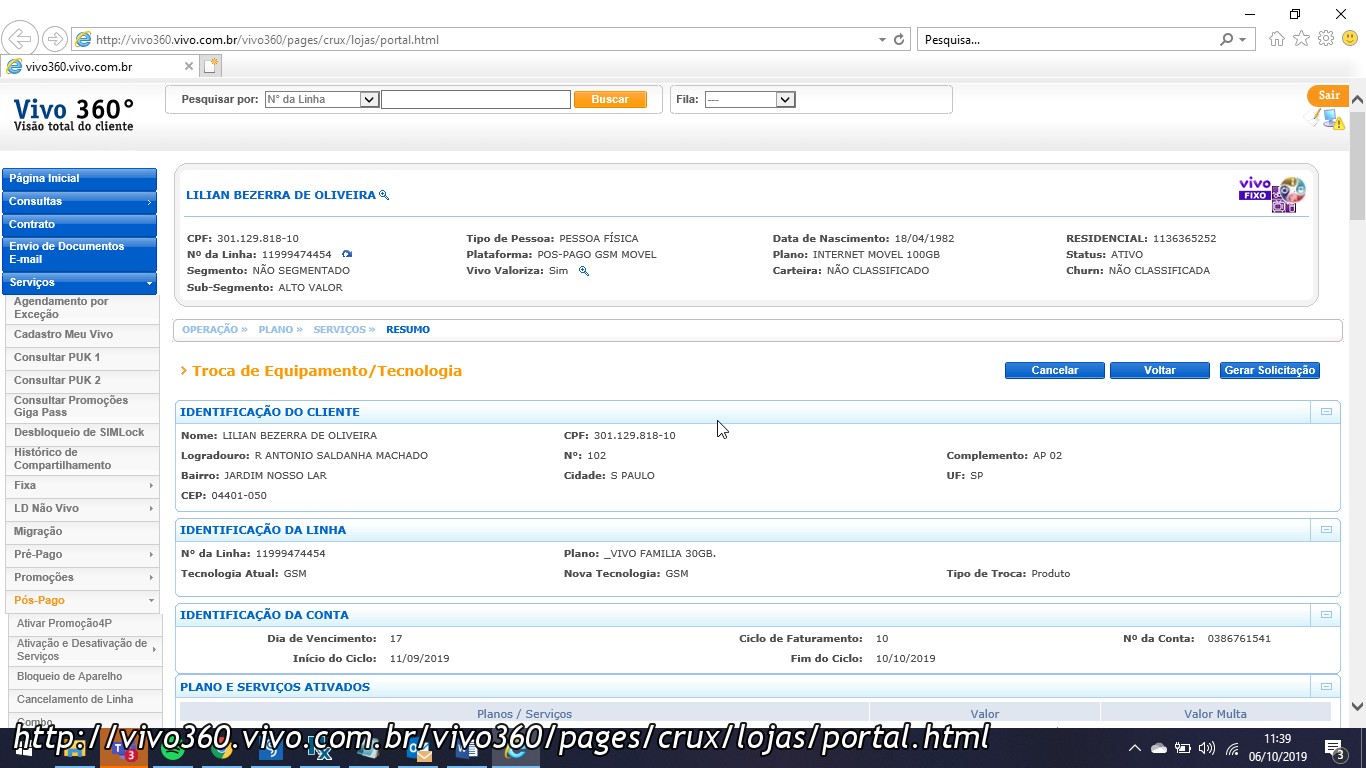 http://vivo360.vivo.com.br/vivo360/pages/crux/lojas/portal.html
Pesquisa...
vivo360.vivo.com.br
Vivo 360°
Visão total do cliente
Pesquisar por: N° da Linha Buscar Fila: --- Sair
Página Inicial
Consultas
Contrato
Envio de Documentos
E-mail
Serviços
Agendamento por
Exceção
Cadastro Meu Vivo
Consultar PUK 1
Consultar PUK 2
Consultar Promoções
Giga Pass
Desbloqueio de SIMLock
Histórico de
Compartilhamento
Fixa
LD Não Vivo
Migração
Pré-Pago
Promoções
Pós-Pago
Ativar Promoção4P
Ativação e Desativação de
Serviços
Bloqueio de Aparelho
Cancelamento de Linha
Combo
LILIAN BEZERRA DE OLIVEIRA
vivo
FIXO
CPF: 301.129.818-10 Tipo de Pessoa: PESSOA FÍSICA Data de Nascimento: 18/04/1982 RESIDENCIAL: 1136365252
Nº da Linha: 11999474454 Plataforma: POS-PAGO GSM MOVEL Plano: INTERNET MOVEL 100GB Status: ATIVO
Segmento: NÃO SEGMENTADO Vivo Valoriza: Sim Carteira: NÃO CLASSIFICADO Churn: NÃO CLASSIFICADA
Sub-Segmento: ALTO VALOR
OPERAÇÃO » PLANO » SERVIÇOS » RESUMO
Troca de Equipamento/Tecnologia Cancelar Voltar Gerar Solicitação
IDENTIFICAÇÃO DO CLIENTE
Nome: LILIAN BEZERRA DE OLIVEIRA CPF: 301.129.818-10
Logradouro: R ANTONIO SALDANHA MACHADO Nº: 102 Complemento: AP 02
Bairro: JARDIM NOSSO LAR Cidade: S PAULO UF: SP
CEP: 04401-050
IDENTIFICAÇÃO DA LINHA
Nº da Linha: 11999474454 Plano: _VIVO FAMILIA 30GB.
Tecnologia Atual: GSM Nova Tecnologia: GSM Tipo de Troca: Produto
IDENTIFICAÇÃO DA CONTA
Dia de Vencimento: 17 Ciclo de Faturamento: 10 Nº da Conta: 0386761541
Início do Ciclo: 11/09/2019 Fim do Ciclo: 10/10/2019
PLANO E SERVIÇOS ATIVADOS
Planos / Serviços Valor Valor Multa
http://vivo360.vivo.com.br/vivo360/pages/crux/lojas/portal.html
3
11:39
06/10/2019
3